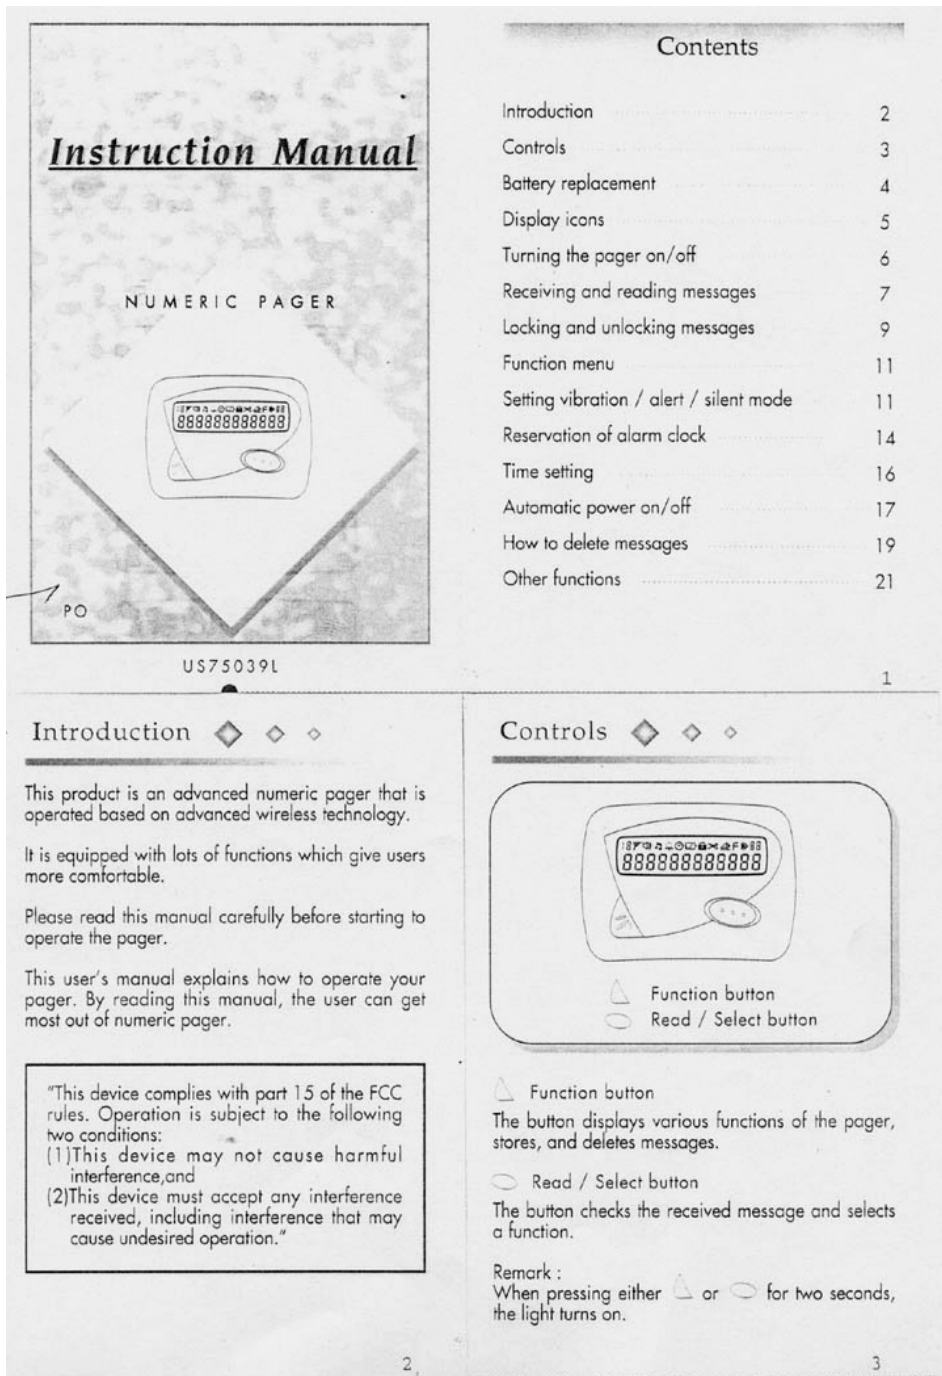 Instruction Manual
NUMERIC PAGER
PO
US75039L
Contents
Introduction 2
Controls 3
Battery replacement 4
Display icons 5
Turning the pager on/off 6
Receiving and reading messages 7
Locking and unlocking messages 9
Function menu 11
Setting vibration / alert / silent mode 11
Reservation of alarm clock 14
Time setting 16
Automatic power on/off 17
How to delete messages 19
Other functions 21
1
Introduction
This product is an advanced numeric pager that is
operated based on advanced wireless technology.
It is equipped with lots of functions which give users
more comfortable.
Please read this manual carefully before starting to
operate the pager.
This user's manual explains how to operate your
pager. By reading this manual, the user can get
most out of numeric pager.
"This device complies with part 15 of the FCC
rules. Operation is subject to the following
two conditions:
(1)This device may not cause harmful
interference,and
(2)This device must accept any interference
received, including interference that may
cause undesired operation."
2
Controls
888888888888
Function button
Read / Select button
Function button
The button displays various functions of the pager,
stores, and deletes messages.
Read / Select button
The button checks the received message and selects
a function.
Remark :
When pressing either or for two seconds,
the light turns on.
3